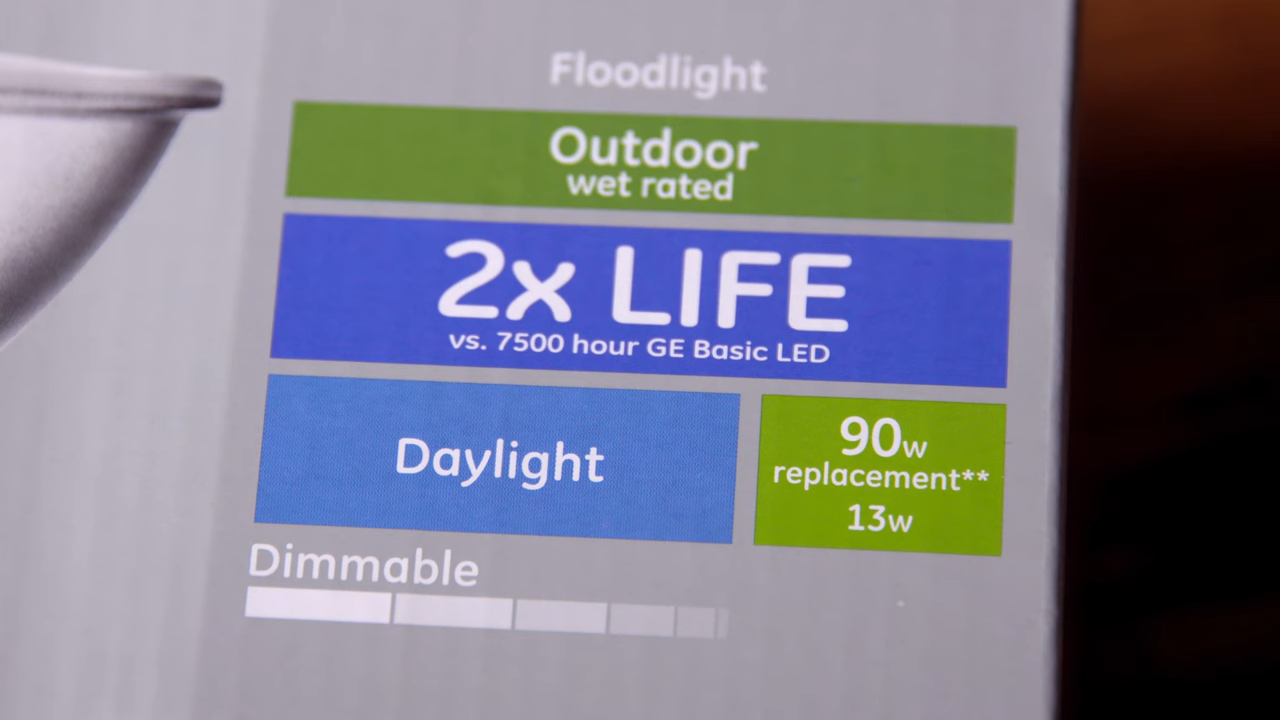 Floodlight
Outdoor
wet rated
2x LIFE
vs. 7500 hour GE Basic LED
Daylight
90w
replacement**
13w
Dimmable